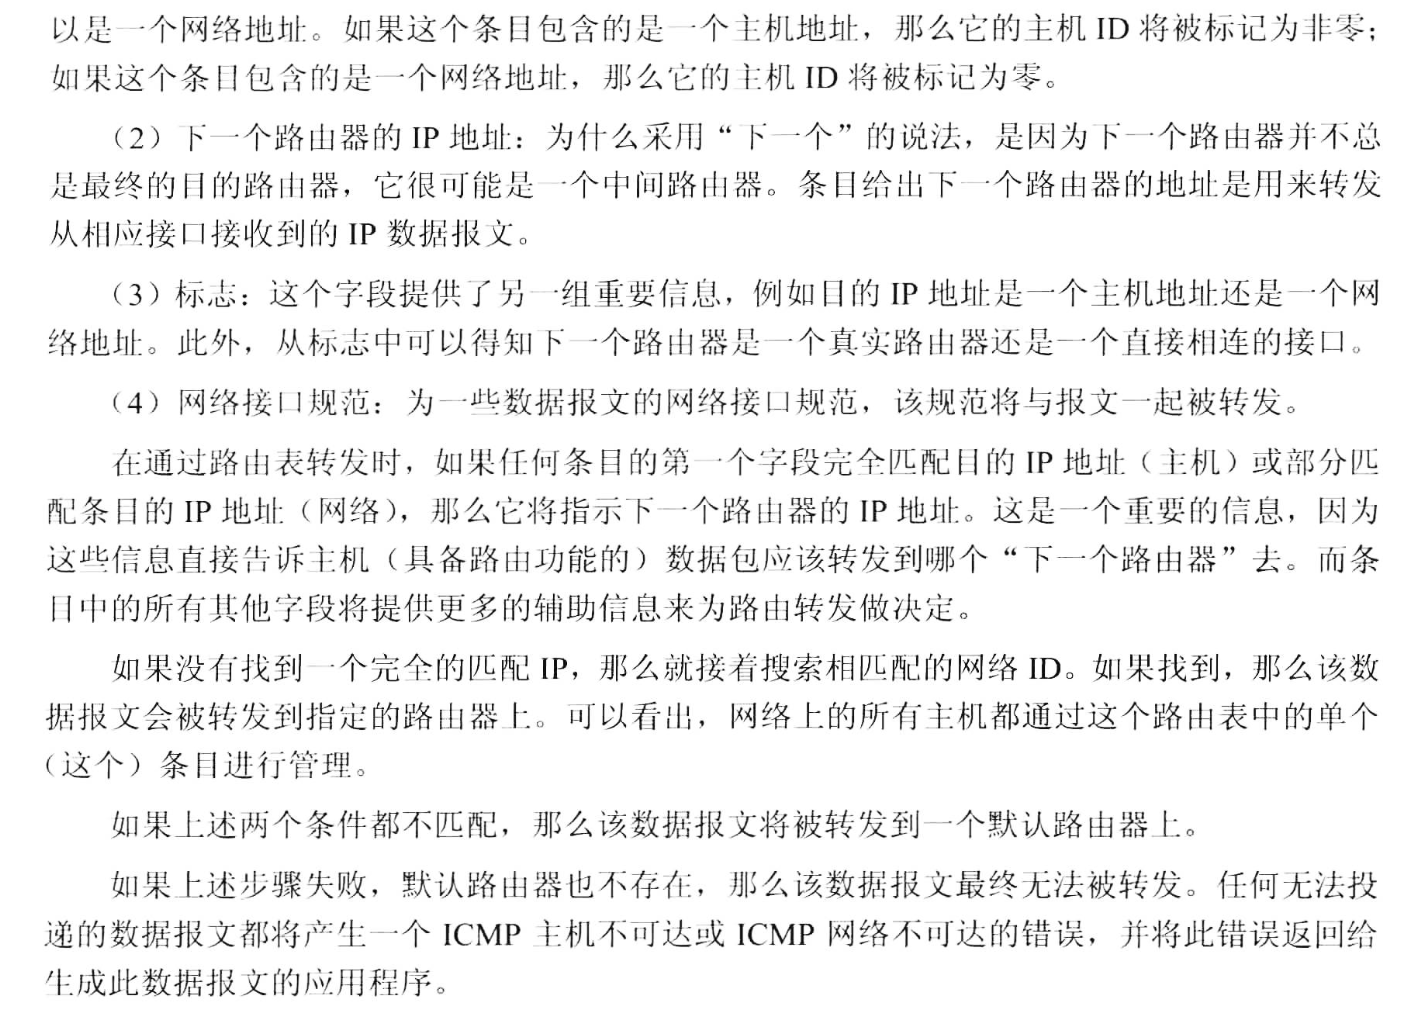 以是一个网络地址。如果这个条目包含的是一个主机地址，那么它的主机 ID 将被标记为非零；
如果这个条目包含的是一个网络地址，那么它的主机 ID 将被标记为零。
（2）下一个路由器的 IP 地址：为什么采用“下一个”的说法，是因为下一个路由器并不总
是最终的目的路由器，它很可能是一个中间路由器。条目给出下一个路由器的地址是用来转发
从相应接口接收到的 IP 数据报文。
（3）标志：这个字段提供了另一组重要信息，例如目的 IP 地址是一个主机地址还是一个网
络地址。此外，从标志中可以得知下一个路由器是一个真实路由器还是一个直接相连的接口。
（4）网络接口规范：为一些数据报文的网络接口规范，该规范将与报文一起被转发。
在通过路由表转发时，如果任何条目的第一个字段完全匹配目的 IP 地址（主机）或部分匹
配条目的 IP 地址（网络），那么它将指示下一个路由器的 IP 地址。这是一个重要的信息，因为
这些信息直接告诉主机（具备路由功能的）数据包应该转发到哪个“下一个路由器”去。而条
目中的所有其他字段将提供更多的辅助信息来为路由转发做决定。
如果没有找到一个完全的匹配 IP，那么就接着搜索相匹配的网络 ID。如果找到，那么该数
据报文会被转发到指定的路由器上。可以看出，网络上的所有主机都通过这个路由表中的单个
（这个）条目进行管理。
如果上述两个条件都不匹配，那么该数据报文将被转发到一个默认路由器上。
如果上述步骤失败，默认路由器也不存在，那么该数据报文最终无法被转发。任何无法投
递的数据报文都将产生一个 ICMP 主机不可达或 ICMP 网络不可达的错误，并将此错误返回给
生成此数据报文的应用程序。